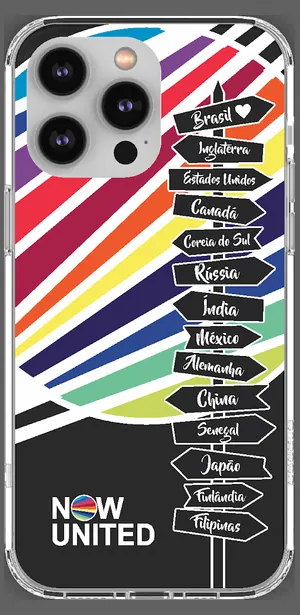 Brasil
Inglaterra
Estados Unidos
Canadá
Coreia do Sul
Rússia
Índia
México
Alemanha
China
Senegal
Japão
Finlândia
Filipinas
NOW
UNITED